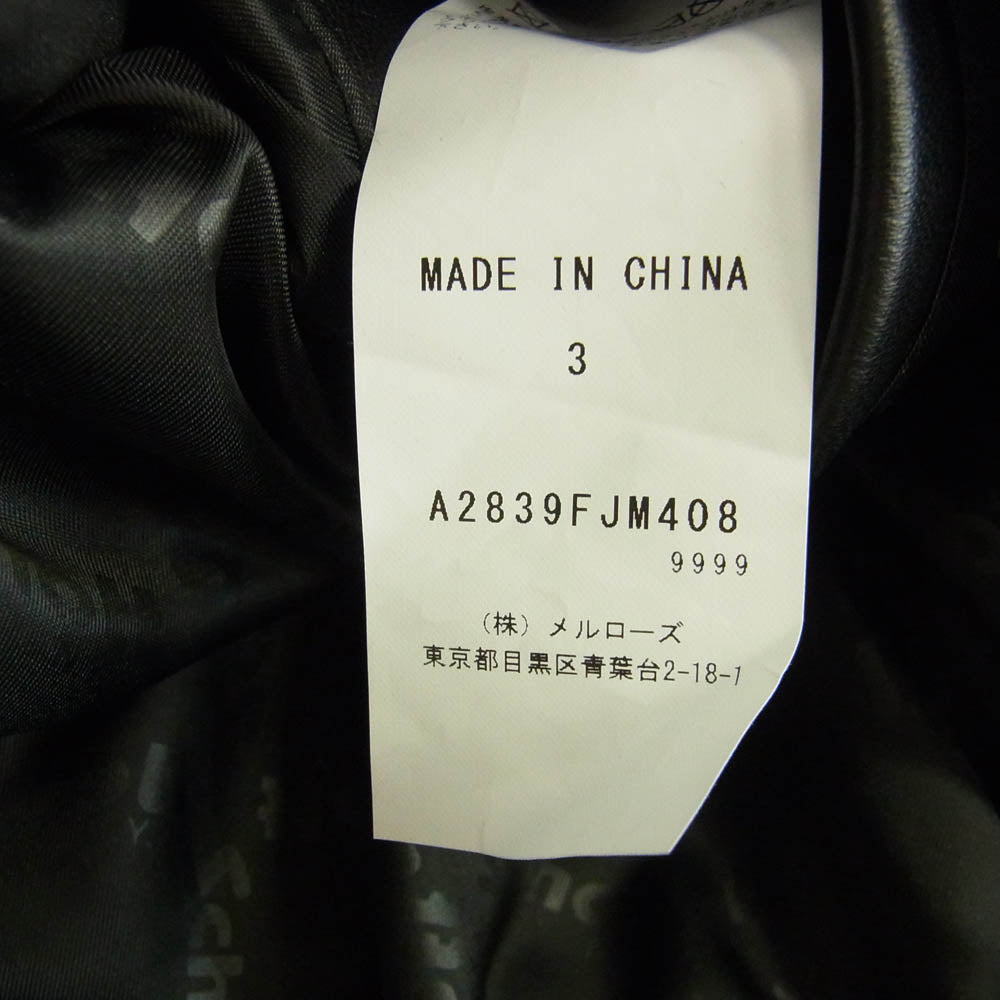 MADE IN CHINA
3
A2839FJM408
9999
(株) メルローズ
東京都目黒区青葉台2-18-1